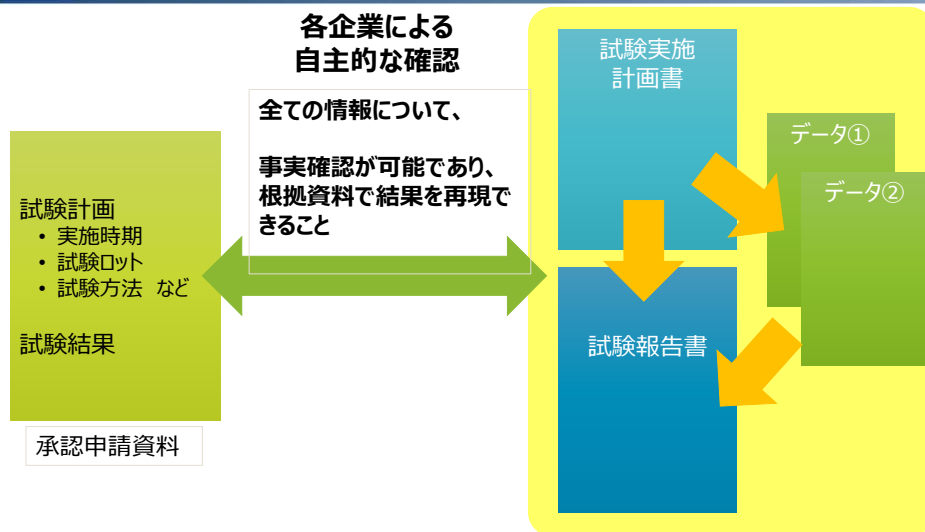 各企業による
自主的な確認
全ての情報について、
事実確認が可能であり、
根拠資料で結果を再現で
きること
試験計画
・ 実施時期
・ 試験ロット
・ 試験方法 など
試験結果
承認申請資料
試験実施
計画書
データ①
データ②
試験報告書